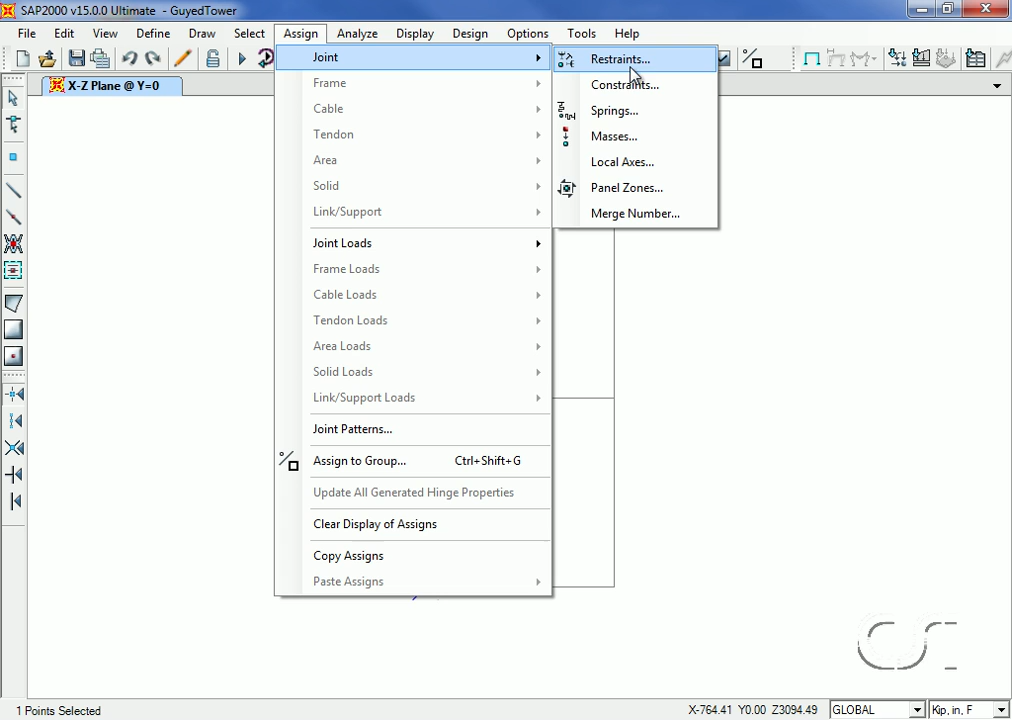 SAP2000 v15.0.0 Ultimate - GuyedTower
File Edit View Define Draw Select Assign Analyze Display Design Options Tools Help
X-Z Plane @ Y=0
Joint
Frame
Cable
Tendon
Area
Solid
Link/Support
Joint Loads
Frame Loads
Cable Loads
Tendon Loads
Area Loads
Solid Loads
Link/Support Loads
Joint Patterns...
Assign to Group... Ctrl+Shift+G
Update All Generated Hinge Properties
Clear Display of Assigns
Copy Assigns
Paste Assigns
Restraints...
Constraints...
Springs...
Masses...
Local Axes...
Panel Zones...
Merge Number...
CSI
1 Points Selected X-764.41 Y0.00 Z3094.49 GLOBAL Kip, in, F